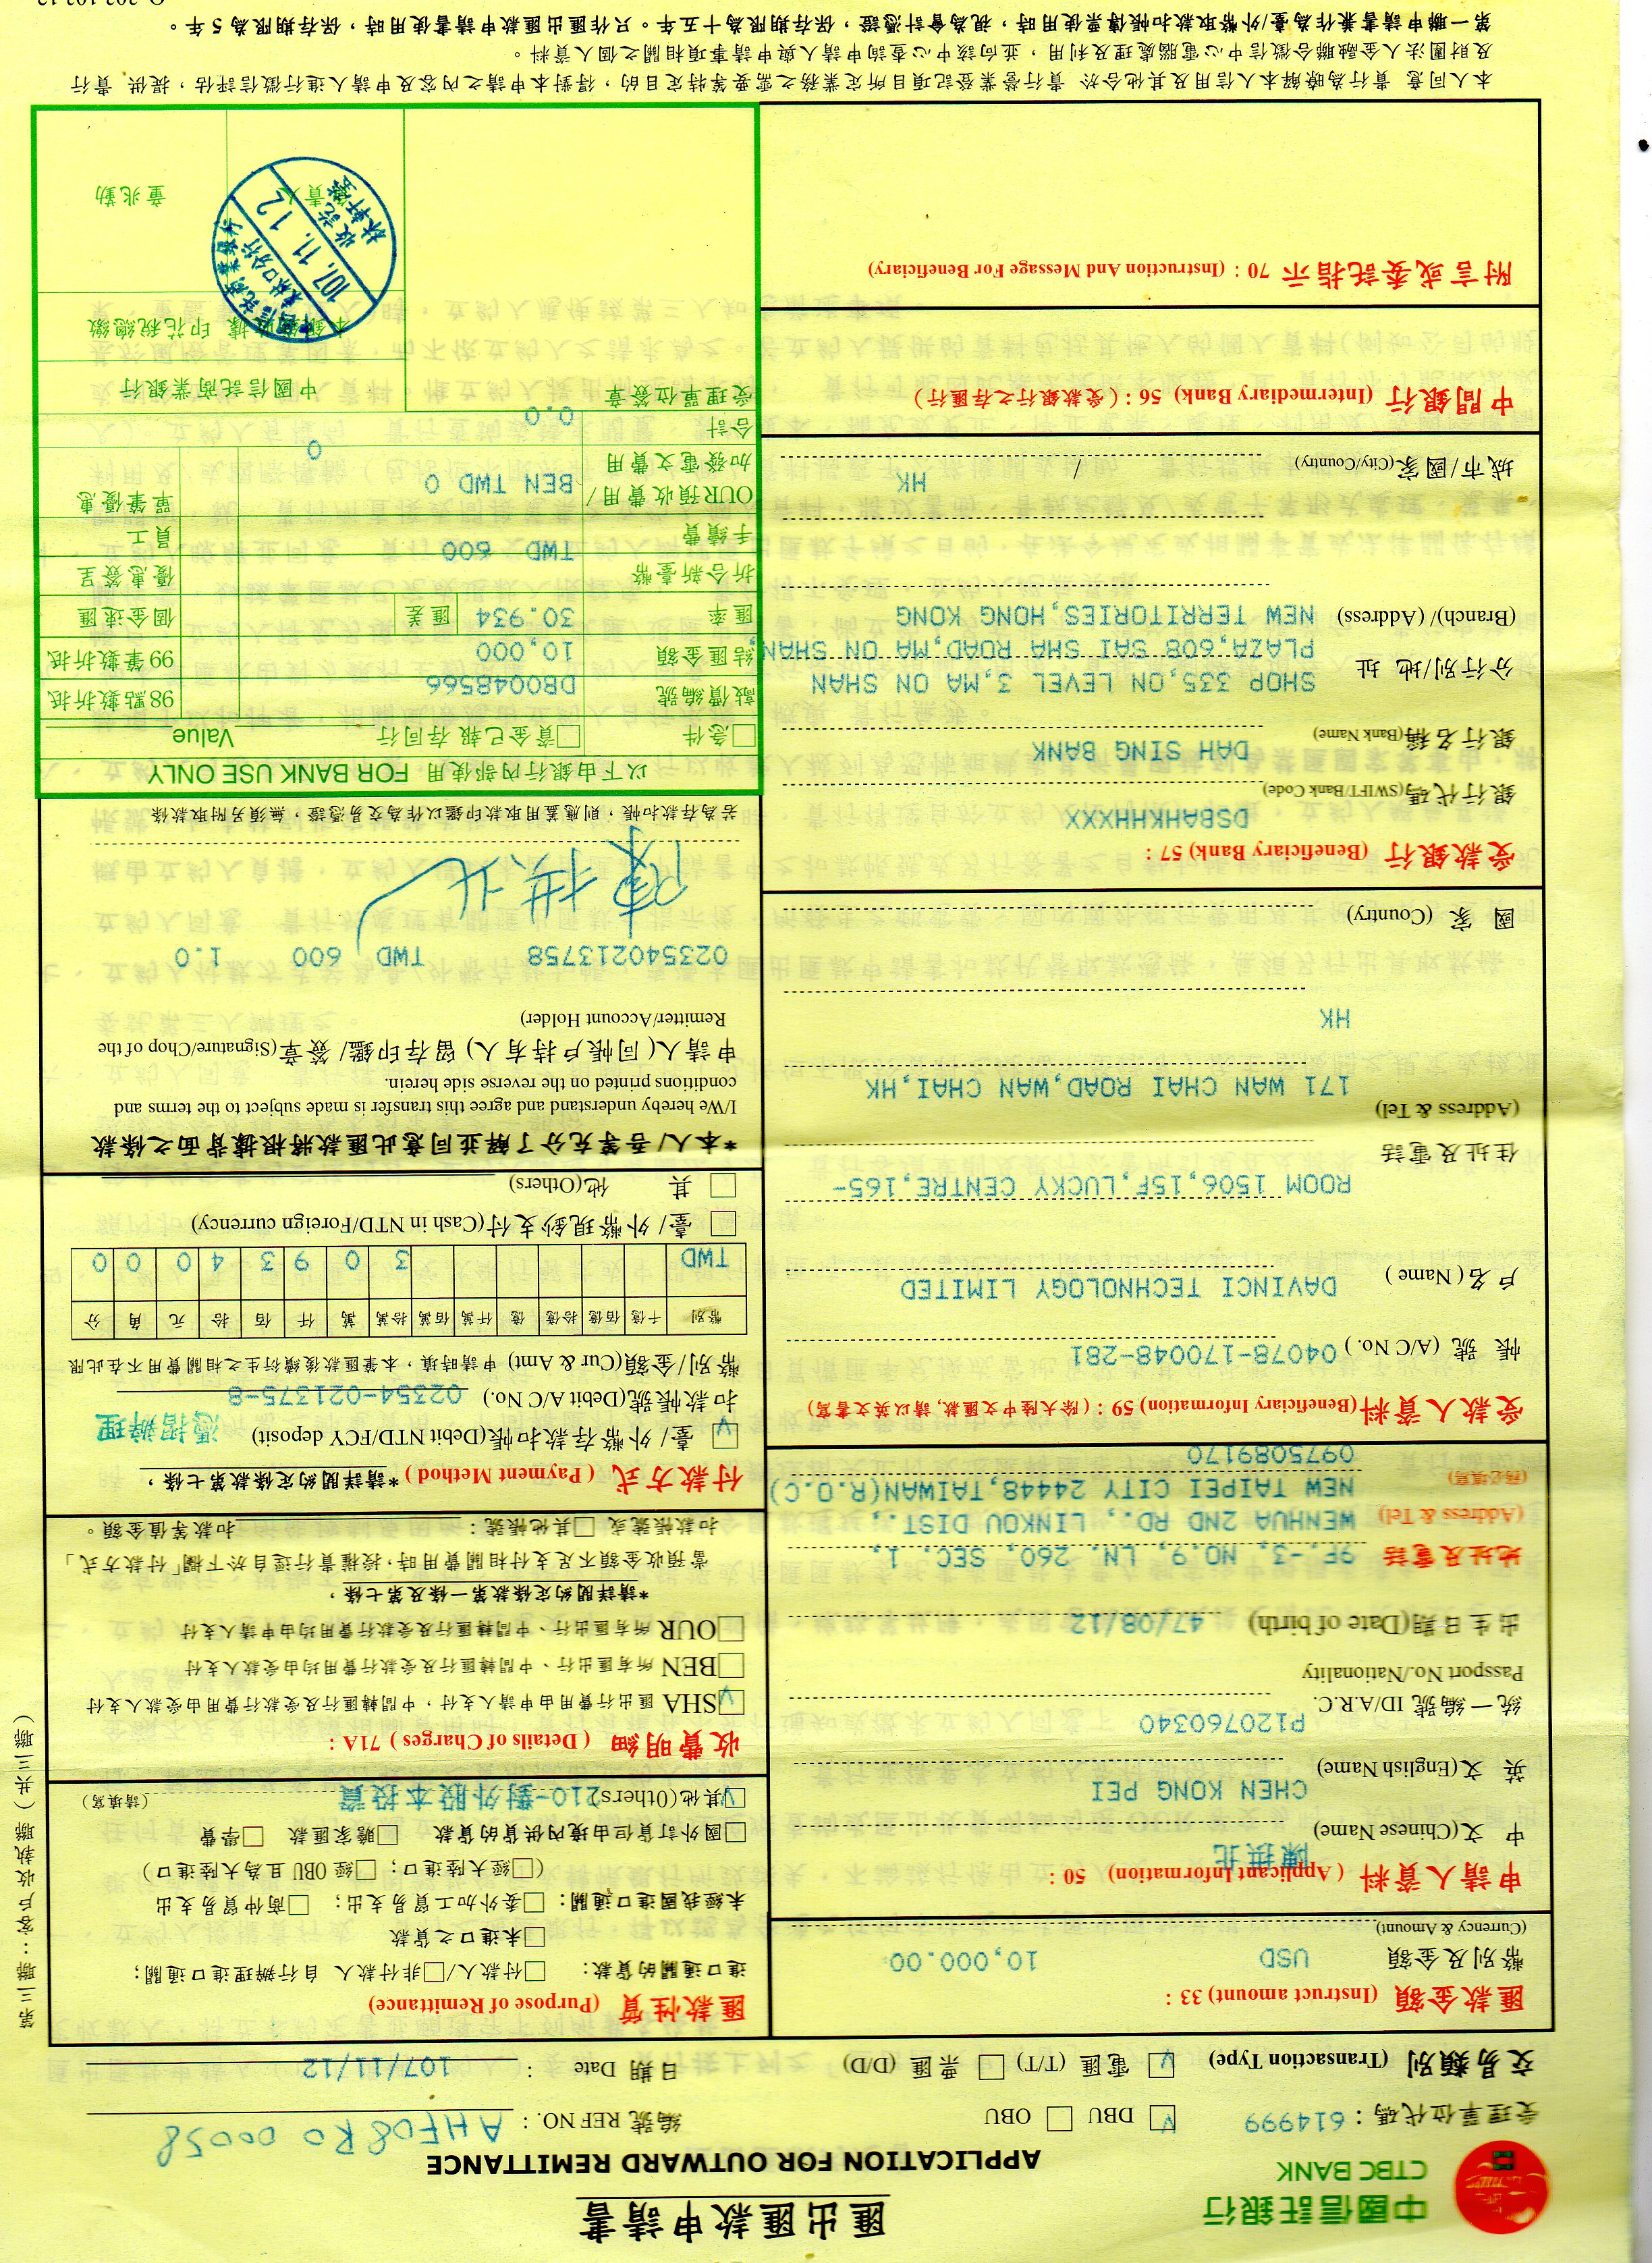 中國信託銀行
CTBC BANK
匯出匯款申請書
APPLICATION FOR OUTWARD REMITTANCE
受理單位代碼：614999 V DBU □ OBU
編號 REF NO.： AHF08R0 00058
交易類別 (Transaction Type) V 電匯 (T/T) □ 票匯 (D/D)
日期 Date ： 107/11/12
第三聯：客戶收執聯（共三聯）
匯款金額 (Instruct amount) 33：
幣別及金額 USD 10,000.00
(Currency & Amount)
申請人資料 ( Applicant Information) 50：
中 文(Chinese Name) 陳拱北
英 文(English Name) CHEN KONG PEI
統一編號 ID/A.R.C. P120760340
Passport No./Nationality
出生日期(Date of birth) 47/08/12
地址及電話 9F.-3, NO.9, LN. 260, SEC. 1,
(Address & Tel) WENHUA 2ND RD., LINKOU DIST.,
(務必填寫) NEW TAIPEI CITY 24448,TAIWAN(R.O.C)
0975089170
受款人資料(Beneficiary Information) 59：(除大陸中文匯款, 請以英文書寫)
帳 號 (A/C No.) 04078-170048-281
戶名( Name ) DAVINCI TECHNOLOGY LIMITED
ROOM 1506,15F,LUCKY CENTRE,165-
住址及電話
(Address & Tel)
171 WAN CHAI ROAD,WAN CHAI,HK
HK
國 家 (Country)
受款銀行 (Beneficiary Bank) 57：
DSBAHKHHXXX
銀行代碼(SWIFT/Bank Code)
銀行名稱(Bank Name) DAH SING BANK
分行別/地 址 SHOP 335,ON LEVEL 3,MA ON SHAN
PLAZA,608 SAI SHA ROAD,MA ON SHAN,
(Branch)/ (Address) NEW TERRITORIES,HONG KONG
城市/國家(City/Country) / HK
中間銀行 (Intermediary Bank) 56：(受款銀行之存匯行)
附言或委託指示 70：(Instruction And Message For Beneficiary)
匯款性質 (Purpose of Remittance)
進口通關的貨款： □付款人/□非付款人 自行辦理進口通關；
□未進口之貨款
未經我國進口通關： □委外加工貿易支出； □商仲貿易支出
(□經大陸進口； □經 OBU 且為大陸進口)
□國外訂貨但由境內供貨的貨款 □贍家匯款 □學費
V其他(Others) 210-對外股本投資 (請填寫)
收費明細 ( Details of Charges ) 71A：
V SHA 匯出行費用由申請人支付，中間轉匯行及受款行費用由受款人支付
□BEN 所有匯出行、中間轉匯行及受款行費用均由受款人支付
□OUR 所有匯出行、中間轉匯行及受款行費用均由申請人支付
*請詳閱約定條款第一條及第七條，
當預收金額不足支付相關費用時，授權貴行逕自於下欄「付款方式」
扣款帳號或 □其他帳號： 扣款等值金額。
付款方式 ( Payment Method ) *請詳閱約定條款第七條，
V 臺/ 外幣存款扣帳(Debit NTD/FCY deposit) 憑摺辦理
扣款帳號(Debit A/C No.) 02354-021375-8
幣別/金額(Cur & Amt) 申請時填，本筆匯款後續衍生之相關費用不在此限
幣別 千億 佰億 拾億 億 仟萬 佰萬 拾萬 萬 仟 佰 拾 元 角 分
TWD 3 0 9 3 4 0 0 0
□ 臺/ 外幣現鈔支付(Cash in NTD/Foreign currency)
□ 其 他(Others)
*本人/ 吾等充分了解並同意此匯款將根據背面之條款
I/We hereby understand and agree this transfer is made subject to the terms and
conditions printed on the reverse side herein.
申請人( 同帳戶持有人) 留存印鑑/ 簽章(Signature/Chop of the
Remitter/Account Holder)
023540213758 TWD 600 1.0
陳拱北
若為存款扣帳，則應蓋用取款印鑑以作為交易憑證，無須另附取款條
以下由銀行內部使用 FOR BANK USE ONLY
□急件 □資金已報 存同行 Value
敲價編號 DB0048566 98點數折抵
結匯金額 10,000 99筆數折抵
匯率 30.934 匯差 個金速匯
折合新臺幣 優惠簽呈
手續費 TWD 600 員工
OUR預收費用/ BEN TWD 0 單筆優惠
加發電文費用 0
合計 0.0
受理單位簽章 中國信託商業銀行
本銀錢收據 印花稅總繳
中國信託商業銀行
東林口分行
107. 11. 12
收訖
林軒瑩
負責人 童兆勤
本人同意 貴行為瞭解本人信用及其他合於 貴行營業登記項目所定業務之需要等特定目的，得對本申請之內容及申請人進行徵信評估，提供 貴行
及財團法人金融聯合徵信中心電腦處理及利用，並向該中心查詢申請人與申請事項相關之個人資料。
第一聯申請書兼作為臺/外幣取款扣帳傳票使用時，視為會計憑證，保存期限為十五年。只作匯出匯款申請書使用時，保存期限為 5 年。